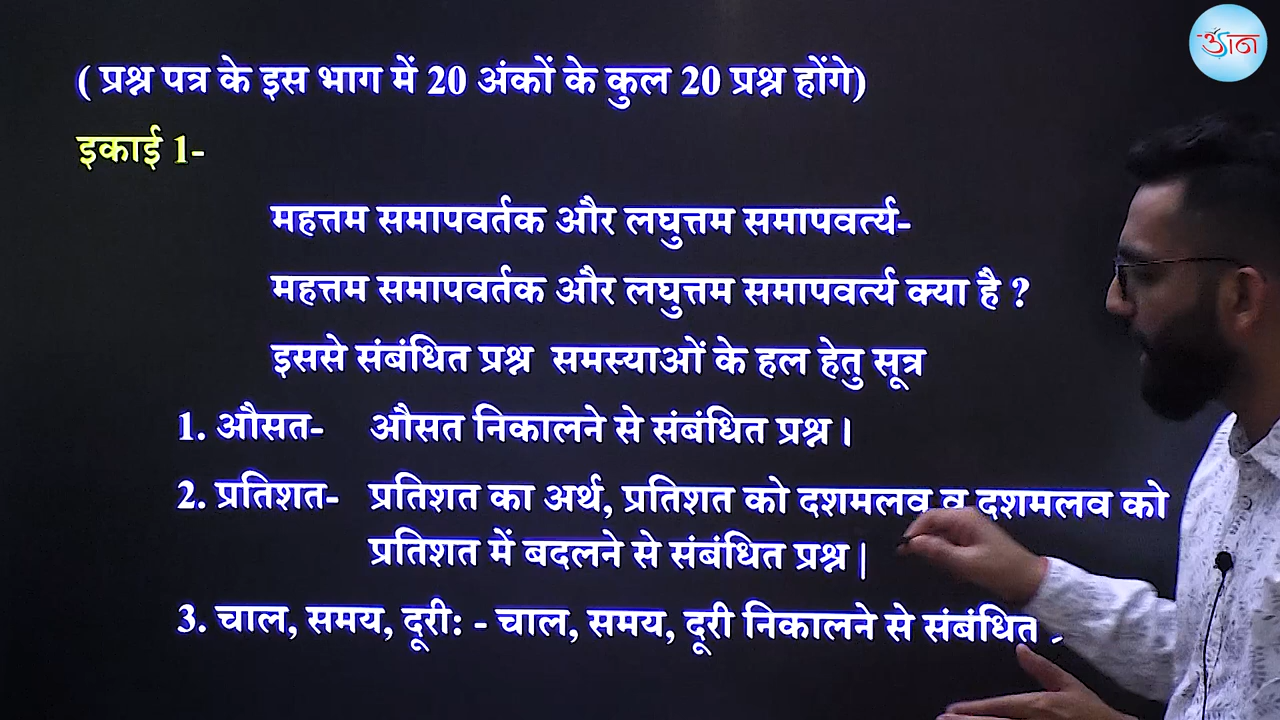 ज्ञान
( प्रश्न पत्र के इस भाग में 20 अंकों के कुल 20 प्रश्न होंगे)
इकाई 1-
महत्तम समापवर्तक और लघुत्तम समापवर्त्य-
महत्तम समापवर्तक और लघुत्तम समापवर्त्य क्या है ?
इससे संबंधित प्रश्न समस्याओं के हल हेतु सूत्र
1. औसत- औसत निकालने से संबंधित प्रश्न ।
2. प्रतिशत- प्रतिशत का अर्थ, प्रतिशत को दशमलव व दशमलव को
प्रतिशत में बदलने से संबंधित प्रश्न |
3. चाल, समय, दूरी: - चाल, समय, दूरी निकालने से संबंधित